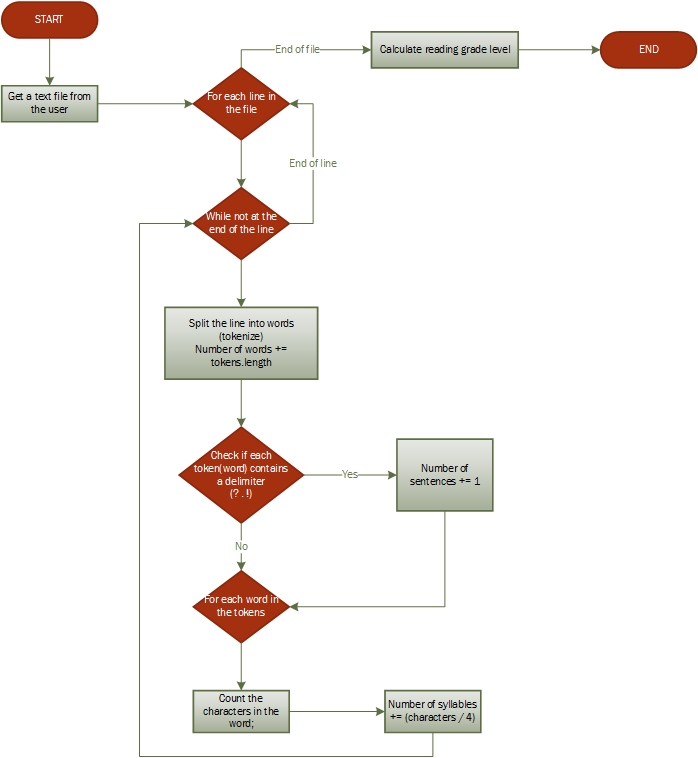 START
Get a text file from
the user
For each line in
the file
End of file
Calculate reading grade level
END
End of line
While not at the
end of the line
Split the line into words
(tokenize)
Number of words +=
tokens.length
Check if each
token(word) contains
a delimiter
(? . !)
Yes
Number of
sentences += 1
No
For each word in
the tokens
Count the
characters in the
word;
Number of syllables
+= (characters / 4)